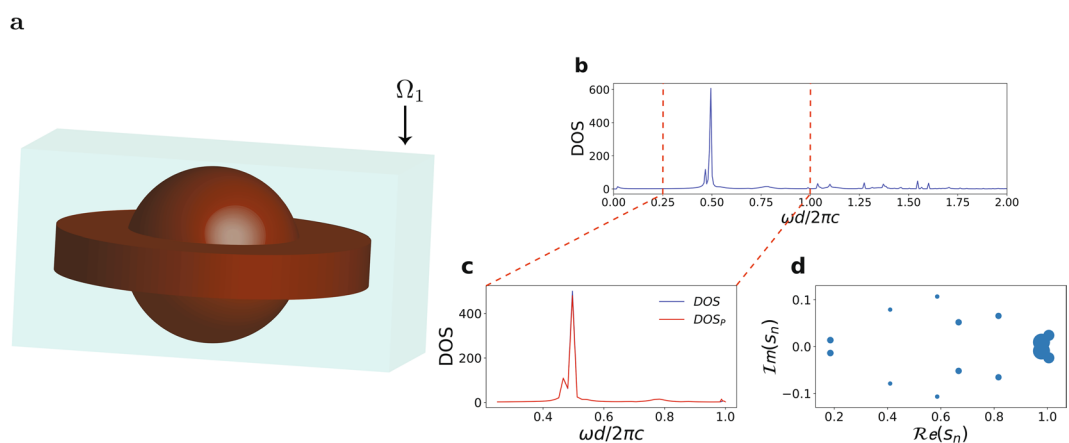 a
Ω₁
b
DOS
600
400
200
0
0.00 0.25 0.50 0.75 1.00 1.25 1.50 1.75 2.00
ωd/2πc
c
DOS
400
200
0
DOS
DOS_P
0.4 0.6 0.8 1.0
ωd/2πc
d
ℐm(sₙ)
0.1
0.0
−0.1
0.2 0.4 0.6 0.8 1.0
ℛe(sₙ)